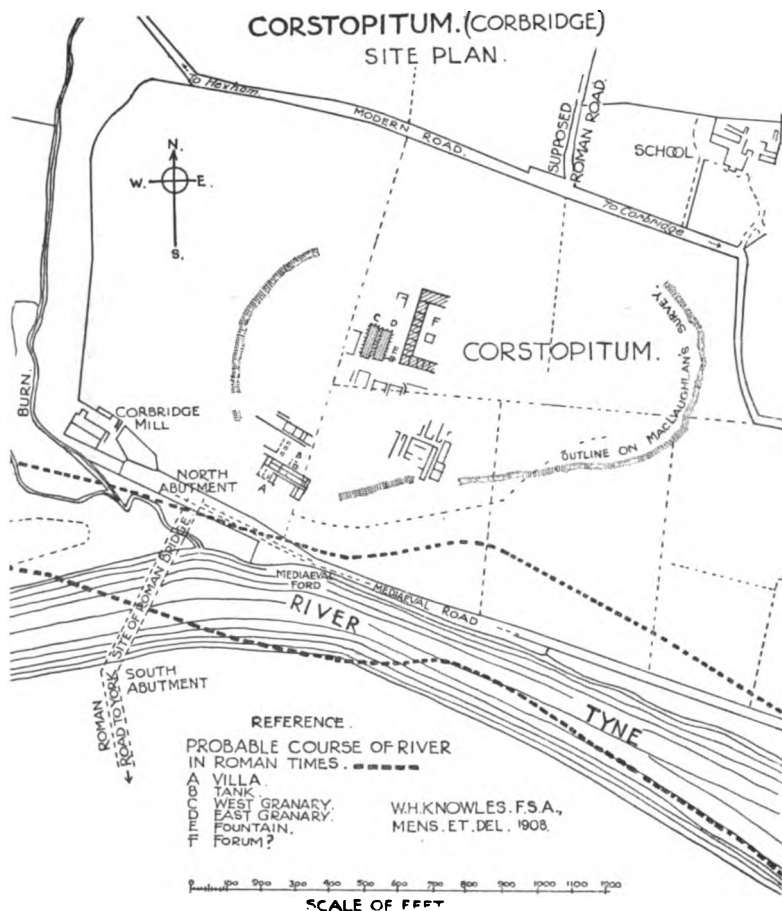 CORSTOPITUM. (CORBRIDGE)
SITE PLAN.
To Hexham.
MODERN ROAD.
SUPPOSED
ROMAN ROAD.
SCHOOL
To Corbridge
N.
W. E.
S.
C D
F
E
CORSTOPITUM.
OUTLINE ON MACLAUGHLAN'S SURVEY.
BURN.
CORBRIDGE
MILL
NORTH
ABUTMENT
B
A
SITE OF ROMAN BRIDGE
MEDIAEVAL
FORD
MEDIAEVAL ROAD
RIVER
TYNE
SOUTH
ABUTMENT
ROMAN
ROAD TO YORK
REFERENCE.
PROBABLE COURSE OF RIVER
IN ROMAN TIMES.
A VILLA.
B TANK.
C WEST GRANARY.
D EAST GRANARY.
E FOUNTAIN.
F FORUM?
W.H. KNOWLES. F.S.A.,
MENS. ET. DEL. 1908.
0 100 200 300 400 500 600 700 800 900 1000 1100 1200
SCALE OF FEET